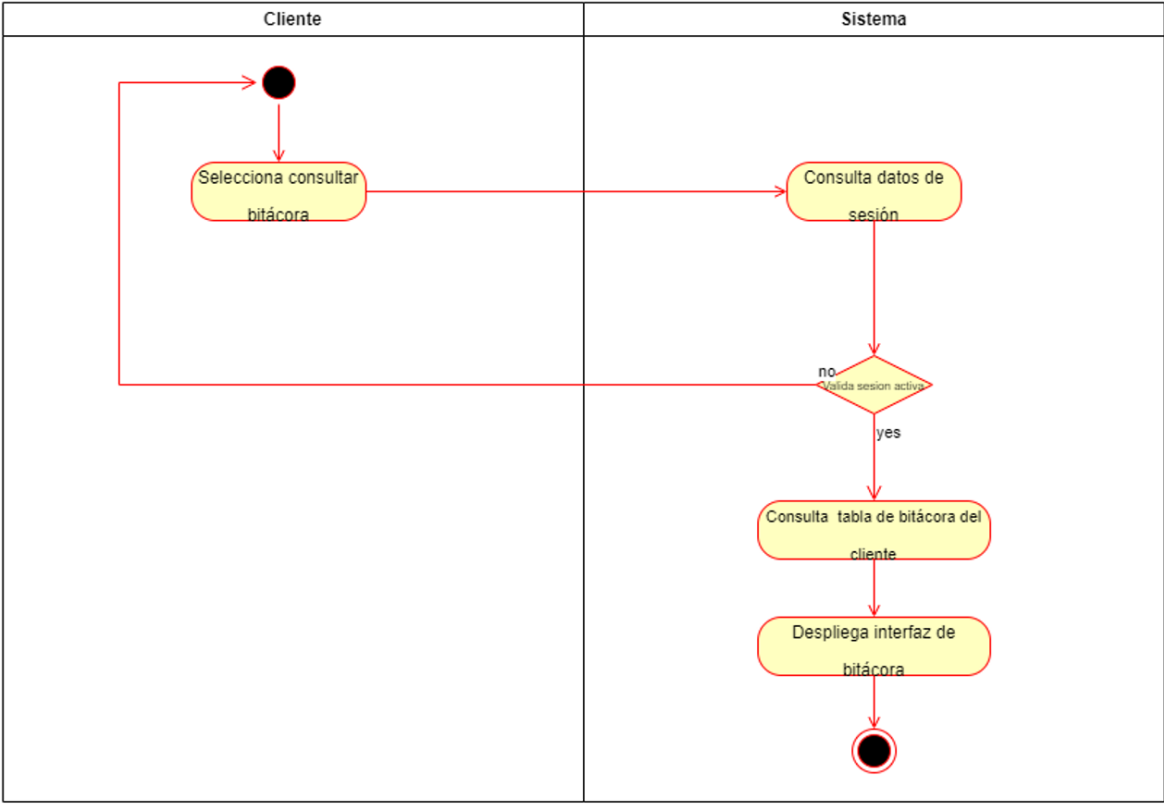 Cliente
Sistema
Selecciona consultar
bitácora
Consulta datos de
sesión
no
Valida sesion activa
yes
Consulta tabla de bitácora del
cliente
Despliega interfaz de
bitácora